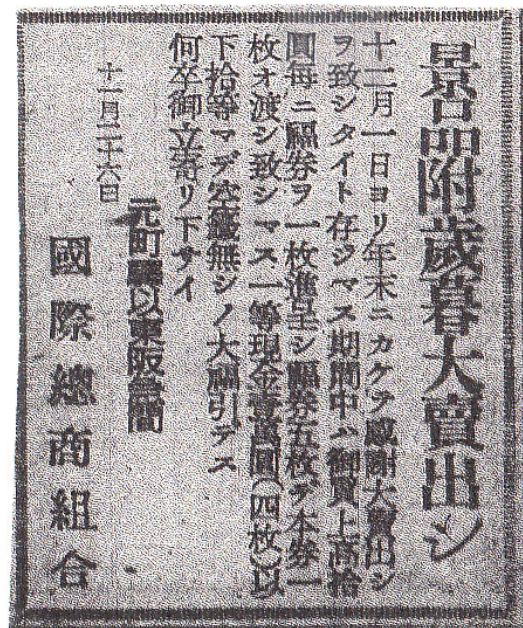 景品附歳暮大賣出シ
十二月一日ヨリ年末ニカケテ感謝大賣出シ
ヲ致シタイト存ジマス期間中ハ御買上高拾
圓毎ニ福券ヲ一枚進呈シ福券五枚デ本券一
枚オ渡シ致シマス一等現金壹萬圓(四枚)以
下拾等マデ空籤無シノ大福引デス
何卒御立寄リ下サイ
十一月二十六日
元町驛以東阪急間
國際總商組合